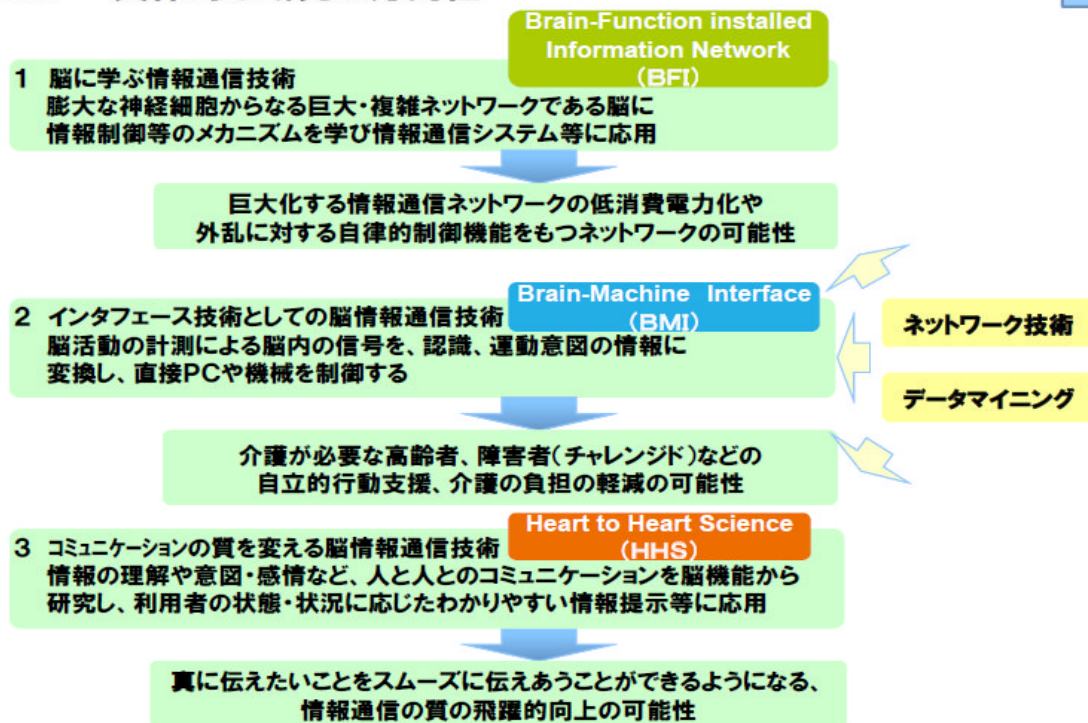 Brain-Function installed
Information Network
（BFI）
1 脳に学ぶ情報通信技術
膨大な神経細胞からなる巨大・複雑ネットワークである脳に
情報制御等のメカニズムを学び情報通信システム等に応用
巨大化する情報通信ネットワークの低消費電力化や
外乱に対する自律的制御機能をもつネットワークの可能性
Brain-Machine Interface
（BMI）
2 インタフェース技術としての脳情報通信技術
脳活動の計測による脳内の信号を、認識、運動意図の情報に
変換し、直接PCや機械を制御する
ネットワーク技術
データマイニング
介護が必要な高齢者、障害者（チャレンジド）などの
自立的行動支援、介護の負担の軽減の可能性
Heart to Heart Science
（HHS）
3 コミュニケーションの質を変える脳情報通信技術
情報の理解や意図・感情など、人と人とのコミュニケーションを脳機能から
研究し、利用者の状態・状況に応じたわかりやすい情報提示等に応用
真に伝えたいことをスムーズに伝えあうことができるようになる、
情報通信の質の飛躍的向上の可能性